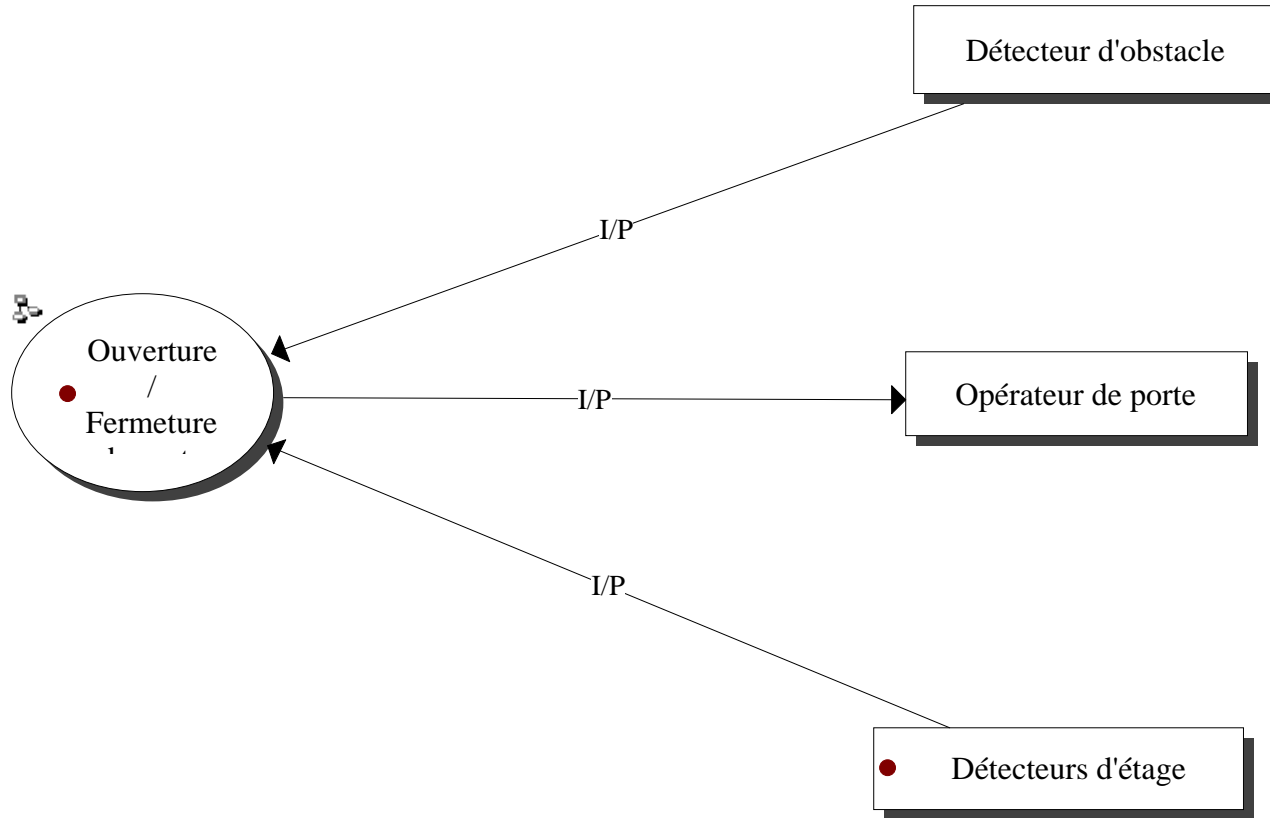 Détecteur d'obstacle
I/P
Ouverture
/
Fermeture
I/P
Opérateur de porte
I/P
Détecteurs d'étage